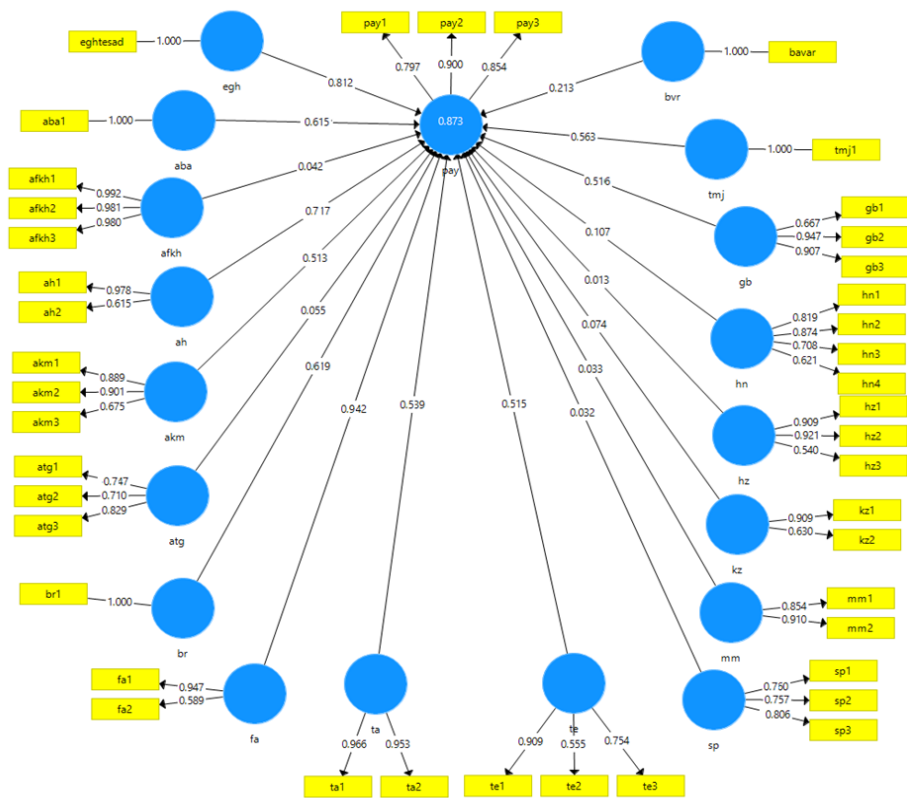 pay1
pay2
pay3
0.797
0.900
0.854
0.873
pay
eghtesad
1.000
egh
0.812
bavar
1.000
bvr
0.213
aba1
1.000
aba
0.615
tmj1
1.000
tmj
0.563
afkh1
afkh2
afkh3
0.992
0.981
0.980
afkh
0.042
gb1
gb2
gb3
0.667
0.947
0.907
gb
0.516
ah1
ah2
0.978
0.615
ah
0.717
hn1
hn2
hn3
hn4
0.819
0.874
0.708
0.621
hn
0.107
akm1
akm2
akm3
0.889
0.901
0.675
akm
0.513
hz1
hz2
hz3
0.909
0.921
0.540
hz
0.013
atg1
atg2
atg3
0.747
0.710
0.829
atg
0.055
kz1
kz2
0.909
0.630
kz
0.074
br1
1.000
br
0.619
mm1
mm2
0.854
0.910
mm
0.033
fa1
fa2
0.947
0.589
fa
0.942
ta
0.539
0.966
0.953
ta1
ta2
te
0.515
0.909
0.555
0.754
te1
te2
te3
sp1
sp2
sp3
0.750
0.757
0.806
sp
0.032